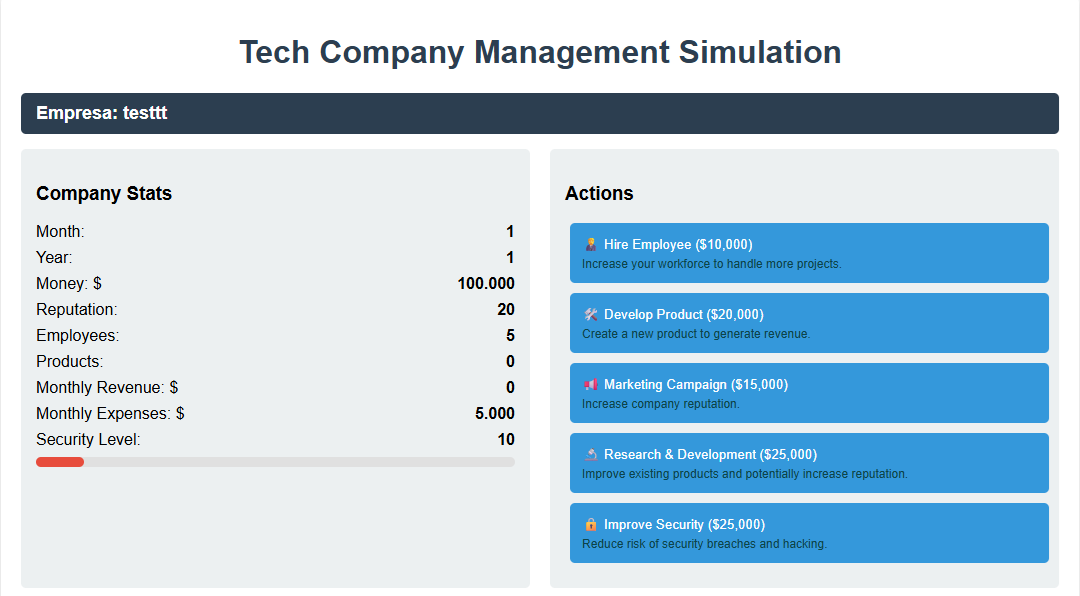 Tech Company Management Simulation
Empresa: testtt
Company Stats
Month: 1
Year: 1
Money: $ 100.000
Reputation: 20
Employees: 5
Products: 0
Monthly Revenue: $ 0
Monthly Expenses: $ 5.000
Security Level: 10
Actions
Hire Employee ($10,000)
Increase your workforce to handle more projects.
Develop Product ($20,000)
Create a new product to generate revenue.
Marketing Campaign ($15,000)
Increase company reputation.
Research & Development ($25,000)
Improve existing products and potentially increase reputation.
Improve Security ($25,000)
Reduce risk of security breaches and hacking.